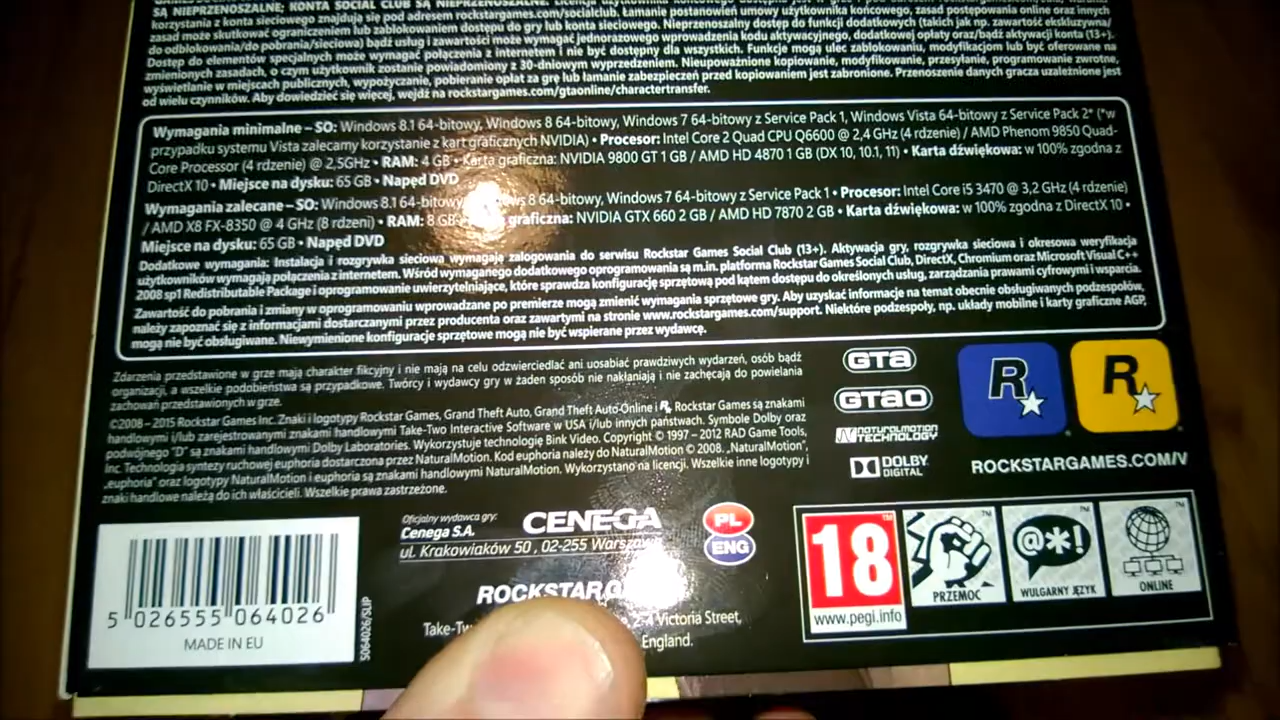 SĄ NIEPRZENOSZALNE; KONTA SOCIAL CLUB SĄ NIEPRZENOSZALNE.
korzystania z konta sieciowego znajdują się pod adresem rockstargames.com/socialclub. Łamanie postanowień umowy użytkownika końcowego, zasad postępowania online oraz innych
zasad może skutkować ograniczeniem lub zablokowaniem dostępu do gry lub konta sieciowego. Nieprzenoszalny dostęp do funkcji dodatkowych (takich jak np. zawartość ekskluzywna/
do odblokowania/do pobrania/sieciowa) bądź usług i zawartości może wymagać jednorazowego wprowadzenia kodu aktywacyjnego, dodatkowej opłaty oraz/bądź aktywacji konta (13+).
Dostęp do elementów specjalnych może wymagać połączenia z internetem i nie być dostępny dla wszystkich. Funkcje mogą ulec zablokowaniu, modyfikacjom lub być oferowane na
zmienionych zasadach, o czym użytkownik zostanie powiadomiony z 30-dniowym wyprzedzeniem. Nieupoważnione kopiowanie, modyfikowanie, przesyłanie, programowanie zwrotne,
wyświetlanie w miejscach publicznych, wypożyczanie, pobieranie opłat za grę lub łamanie zabezpieczeń przed kopiowaniem jest zabronione. Przenoszenie danych gracza uzależnione jest
od wielu czynników. Aby dowiedzieć się więcej, wejdź na rockstargames.com/gtaonline/charactertransfer.
Wymagania minimalne – SO: Windows 8.1 64-bitowy, Windows 8 64-bitowy, Windows 7 64-bitowy z Service Pack 1, Windows Vista 64-bitowy z Service Pack 2* (*w
przypadku systemu Vista zalecamy korzystanie z kart graficznych NVIDIA) • Procesor: Intel Core 2 Quad CPU Q6600 @ 2,4 GHz (4 rdzenie) / AMD Phenom 9850 Quad-
Core Processor (4 rdzenie) @ 2,5GHz • RAM: 4 GB • Karta graficzna: NVIDIA 9800 GT 1 GB / AMD HD 4870 1 GB (DX 10, 10.1, 11) • Karta dźwiękowa: w 100% zgodna z
DirectX 10 • Miejsce na dysku: 65 GB • Napęd DVD
Wymagania zalecane – SO: Windows 8.1 64-bitowy, 8 64-bitowy, Windows 7 64-bitowy z Service Pack 1 • Procesor: Intel Core i5 3470 @ 3,2 GHz (4 rdzenie)
/ AMD X8 FX-8350 @ 4 GHz (8 rdzeni) • RAM: 8 GB graficzna: NVIDIA GTX 660 2 GB / AMD HD 7870 2 GB • Karta dźwiękowa: w 100% zgodna z DirectX 10 •
Miejsce na dysku: 65 GB • Napęd DVD
Dodatkowe wymagania: Instalacja i rozgrywka sieciowa wymagają zalogowania do serwisu Rockstar Games Social Club (13+). Aktywacja gry, rozgrywka sieciowa i okresowa weryfikacja
użytkowników wymagają połączenia z internetem. Wśród wymaganego dodatkowego oprogramowania są m.in. platforma Rockstar Games Social Club, DirectX, Chromium oraz Microsoft Visual C++
2008 sp1 Redistributable Package i oprogramowanie uwierzytelniające, które sprawdza konfigurację sprzętową pod kątem dostępu do określonych usług, zarządzania prawami cyfrowymi i wsparcia.
Zawartość do pobrania i zmiany w oprogramowaniu wprowadzane po premierze mogą zmienić wymagania sprzętowe gry. Aby uzyskać informacje na temat obecnie obsługiwanych podzespołów,
należy zapoznać się z informacjami dostarczanymi przez producenta oraz zawartymi na stronie www.rockstargames.com/support. Niektóre podzespoły, np. układy mobilne i karty graficzne AGP,
mogą nie być obsługiwane. Niewymienione konfiguracje sprzętowe mogą nie być wspierane przez wydawcę.
Zdarzenia przedstawione w grze mają charakter fikcyjny i nie mają na celu odzwierciedlać ani uosabiać prawdziwych wydarzeń, osób bądź
organizacji, a wszelkie podobieństwa są przypadkowe. Twórcy i wydawcy gry w żaden sposób nie nakłaniają i nie zachęcają do powielania
zachowań przedstawionych w grze.
©2008 – 2015 Rockstar Games Inc. Znaki i logotypy Rockstar Games, Grand Theft Auto, Grand Theft Auto Online i R Rockstar Games są znakami
handlowymi i/lub zarejestrowanymi znakami handlowymi Take-Two Interactive Software w USA i/lub innych państwach. Symbole Dolby oraz
podwójnego "D" są znakami handlowymi Dolby Laboratories. Wykorzystuje technologię Bink Video. Copyright © 1997 – 2012 RAD Game Tools,
Inc. Technologia syntezy ruchowej euphoria dostarczona przez NaturalMotion. Kod euphoria należy do NaturalMotion © 2008. „NaturalMotion",
„euphoria" oraz logotypy NaturalMotion i euphoria są znakami handlowymi NaturalMotion. Wykorzystano na licencji. Wszelkie inne logotypy i
znaki handlowe należą do ich właścicieli. Wszelkie prawa zastrzeżone.
GTA
GTAO
NATURALMOTION
TECHNOLOGY
DOLBY
DIGITAL
R
R
ROCKSTARGAMES.COM/V
5 026555 064026
MADE IN EU
5064026/SLIP
Oficjalny wydawca gry:
Cenega S.A.
ul. Krakowiaków 50, 02-255 Warszawa
CENEGA
PL
ENG
ROCKSTAR
Take-Two 2-4 Victoria Street,
England.
18
www.pegi.info
PRZEMOC
@*!
WULGARNY JĘZYK
ONLINE